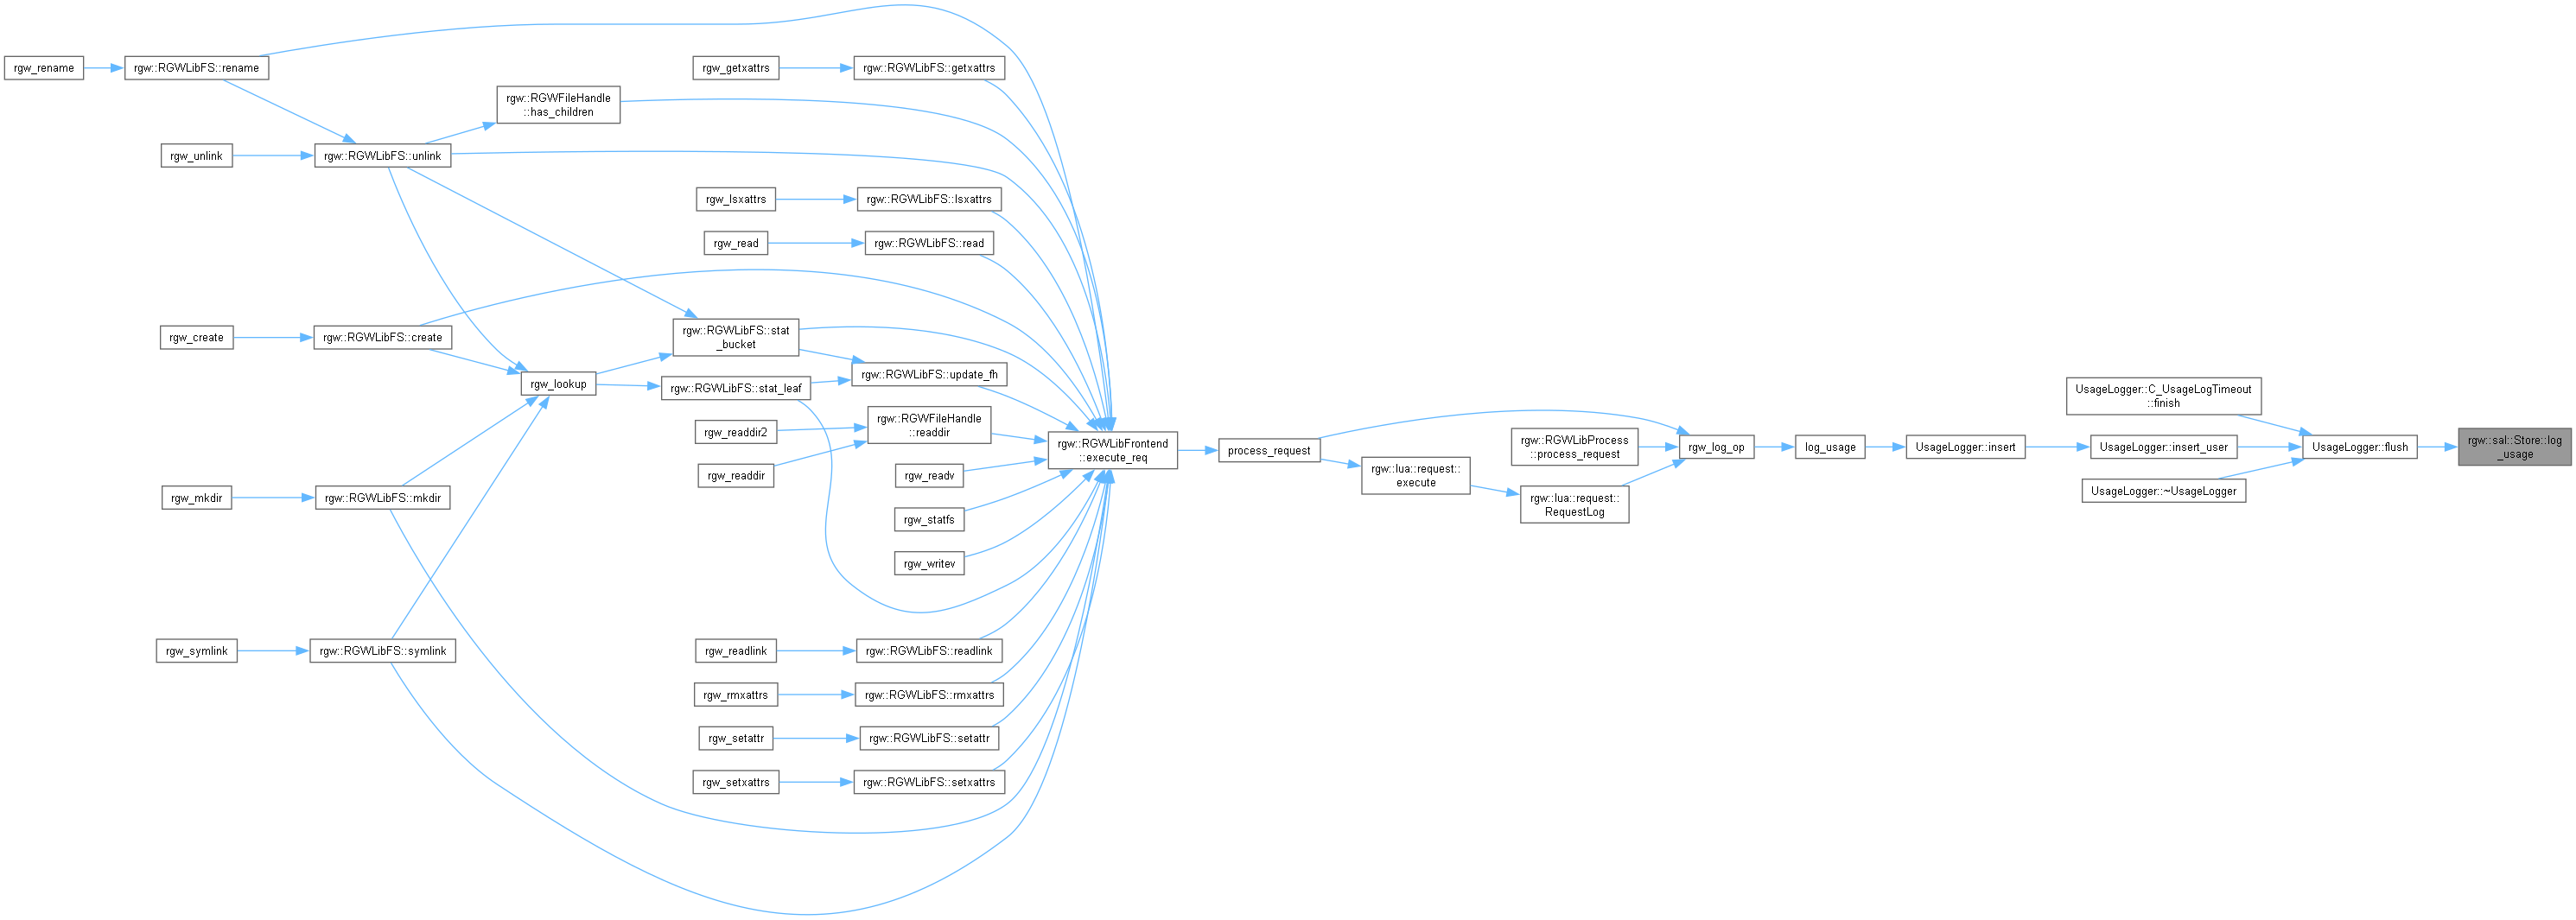 rgw_rename
rgw::RGWLibFS::rename
rgw_getxattrs
rgw::RGWLibFS::getxattrs
rgw::RGWFileHandle
::has_children
rgw_unlink
rgw::RGWLibFS::unlink
rgw_lsxattrs
rgw::RGWLibFS::lsxattrs
rgw_read
rgw::RGWLibFS::read
rgw_create
rgw::RGWLibFS::create
rgw::RGWLibFS::stat
_bucket
rgw_lookup
rgw::RGWLibFS::stat_leaf
rgw::RGWLibFS::update_fh
rgw_readdir2
rgw::RGWFileHandle
::readdir
rgw_readdir
rgw_readv
rgw::RGWLibFrontend
::execute_req
process_request
rgw::lua::request::
execute
rgw::RGWLibProcess
::process_request
rgw::lua::request::
RequestLog
rgw_log_op
log_usage
UsageLogger::insert
UsageLogger::insert_user
UsageLogger::C_UsageLogTimeout
::finish
UsageLogger::~UsageLogger
UsageLogger::flush
rgw::sal::Store::log
_usage
rgw_mkdir
rgw::RGWLibFS::mkdir
rgw_statfs
rgw_writev
rgw_symlink
rgw::RGWLibFS::symlink
rgw_readlink
rgw::RGWLibFS::readlink
rgw_rmxattrs
rgw::RGWLibFS::rmxattrs
rgw_setattr
rgw::RGWLibFS::setattr
rgw_setxattrs
rgw::RGWLibFS::setxattrs